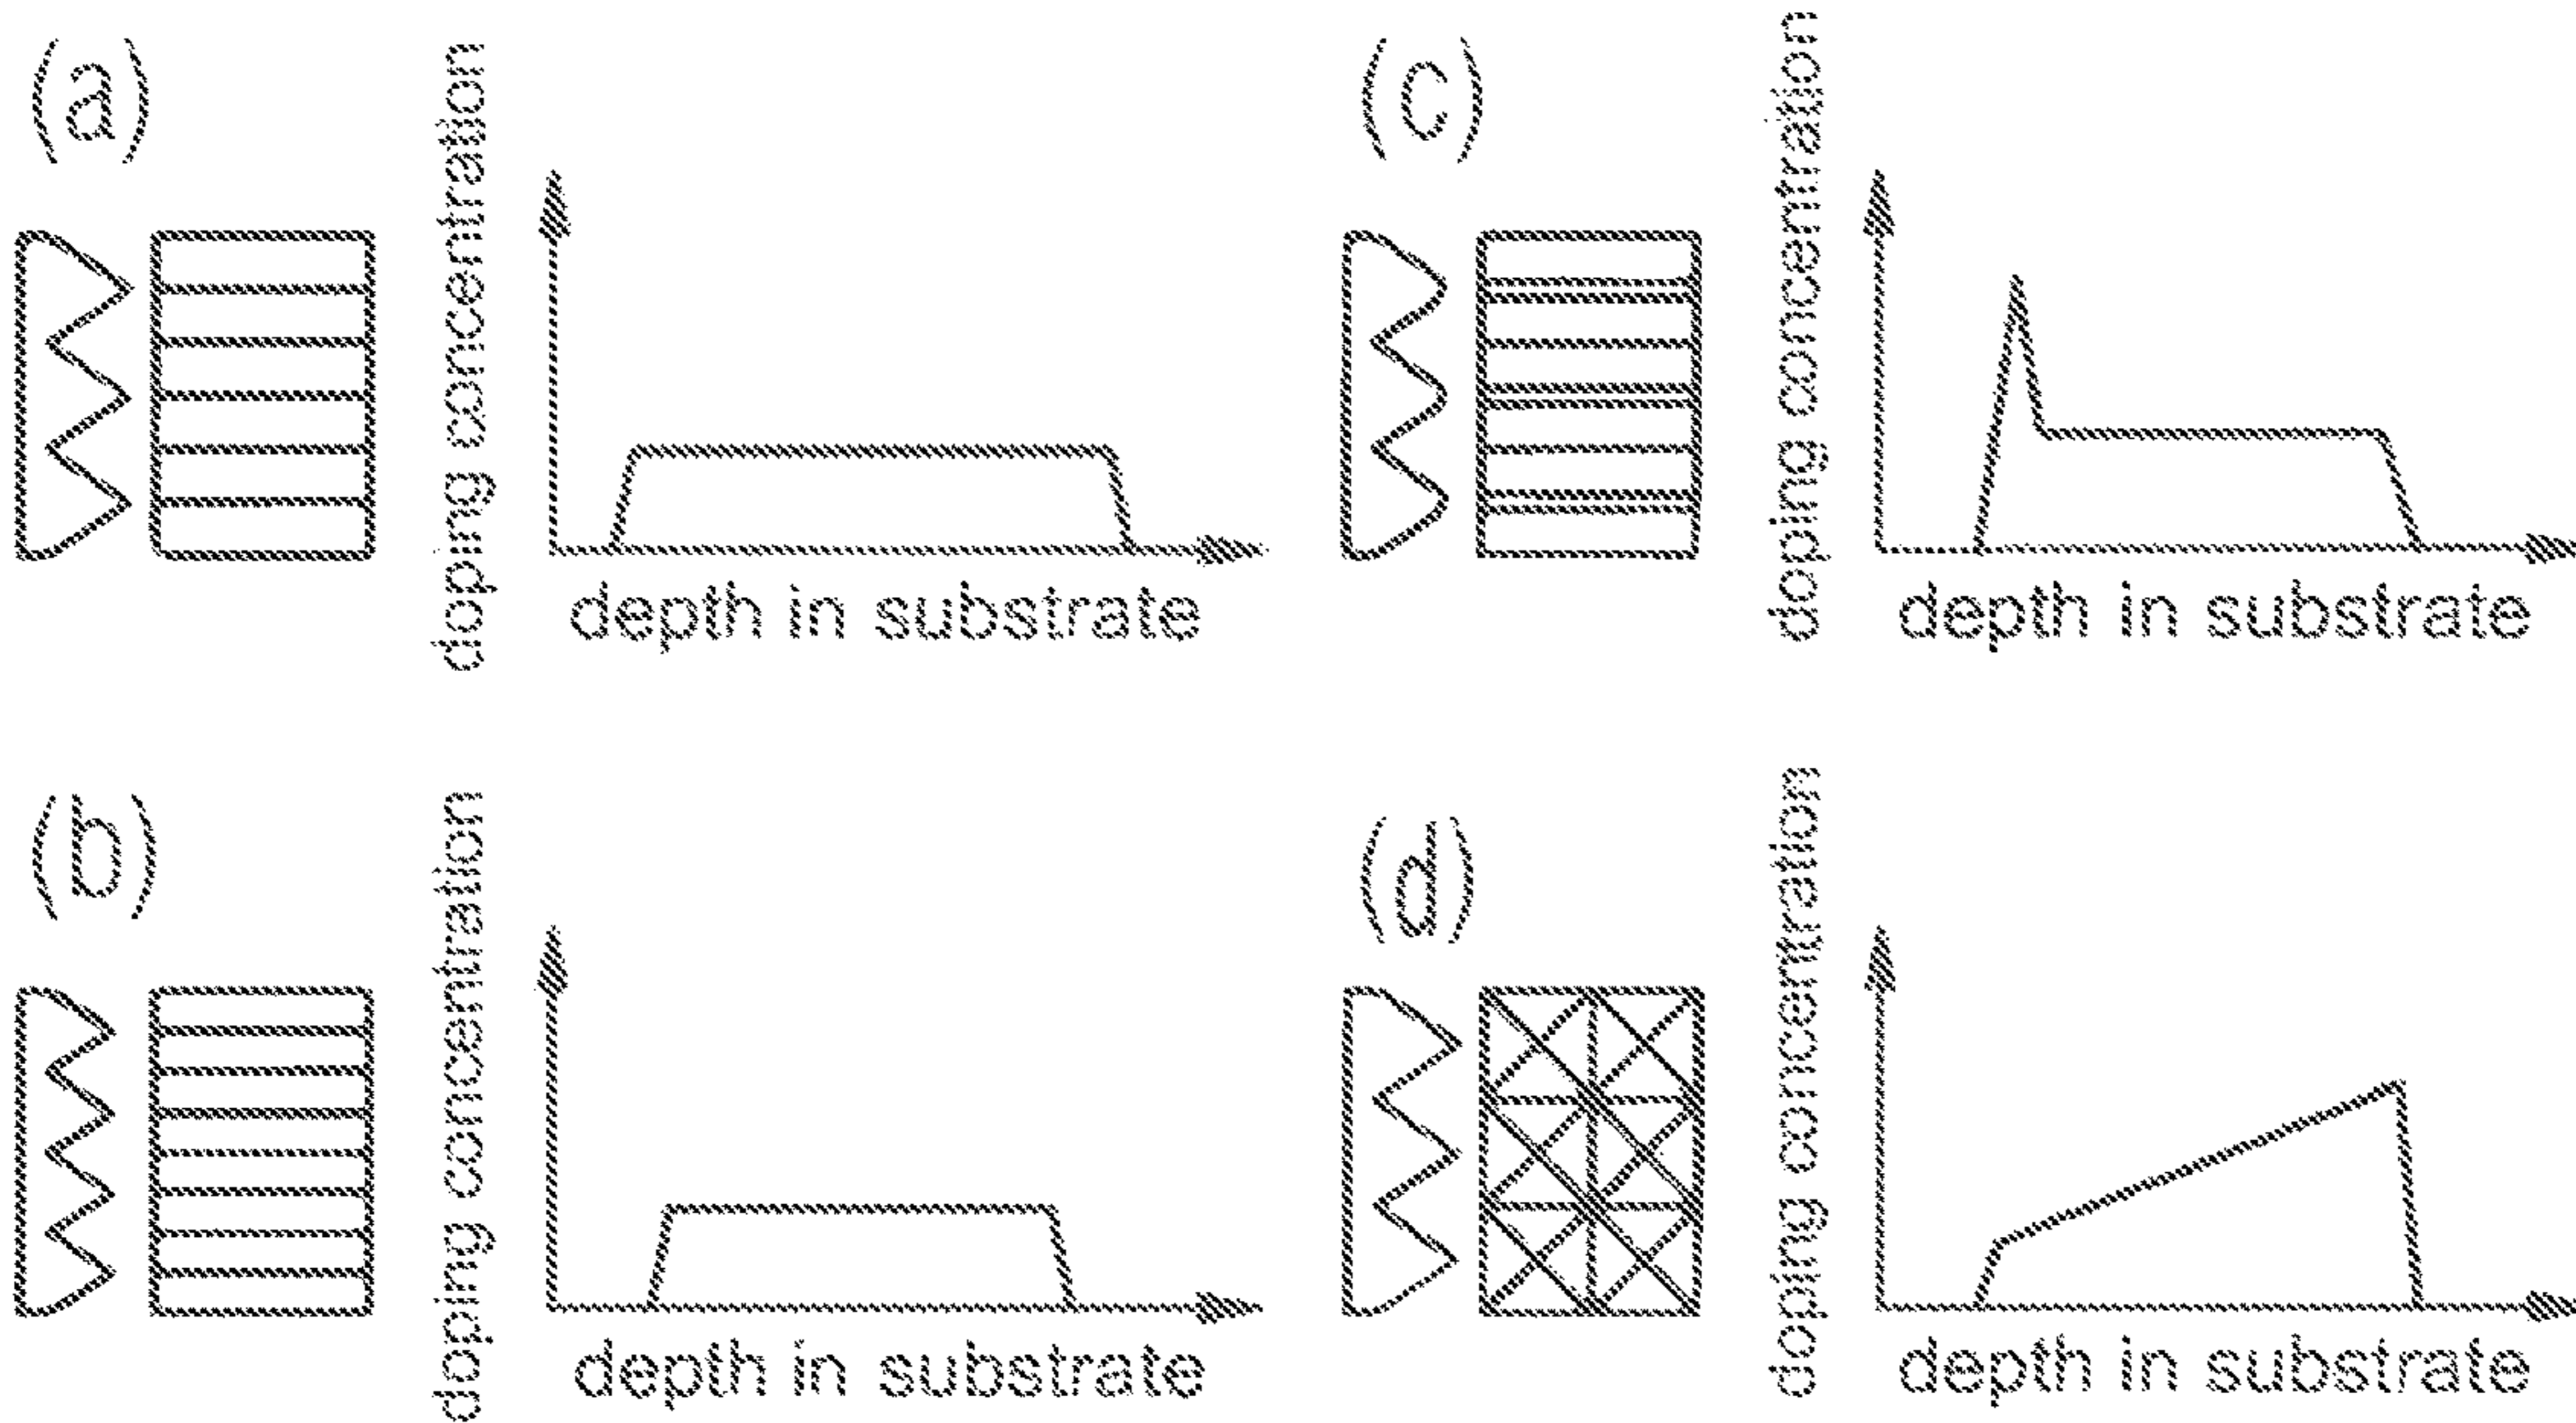 (a)
doping concentration
depth in substrate
(c)
doping concentration
depth in substrate
(b)
doping concentration
depth in substrate
(d)
doping concentration
depth in substrate